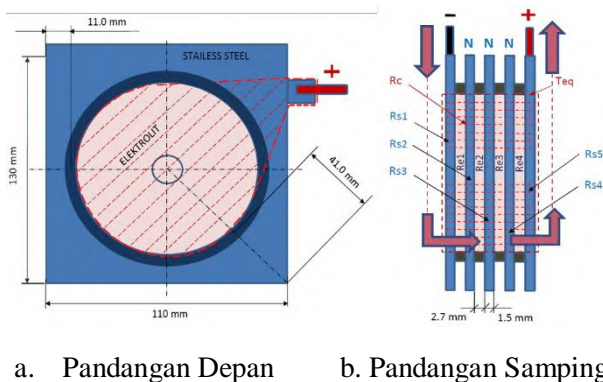 11.0 mm
STAILESS STEEL
+
ELEKTROLIT
130 mm
41.0 mm
110 mm
- N N N +
Rc
Teq
Rs1
Rs2
Rs3
Re1 Re2 Re3 Re4
Rs5
Rs4
2.7 mm
1.5 mm
a. Pandangan Depan b. Pandangan Samping